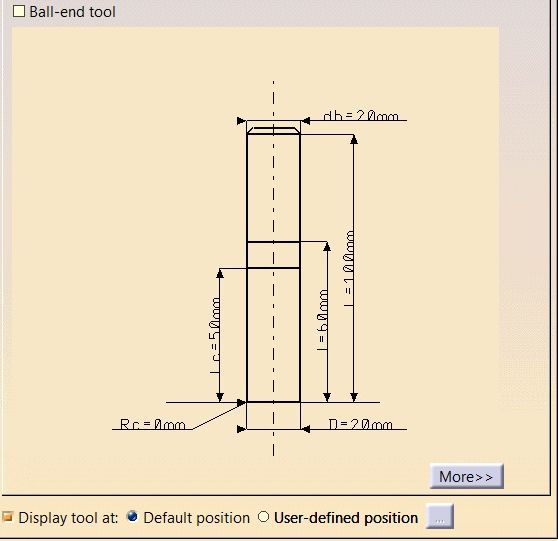 Ball-end tool
db=20mm
L=100mm
l=60mm
Lc=50mm
Rc=0mm
D=20mm
More>>
Display tool at: Default position User-defined position ...